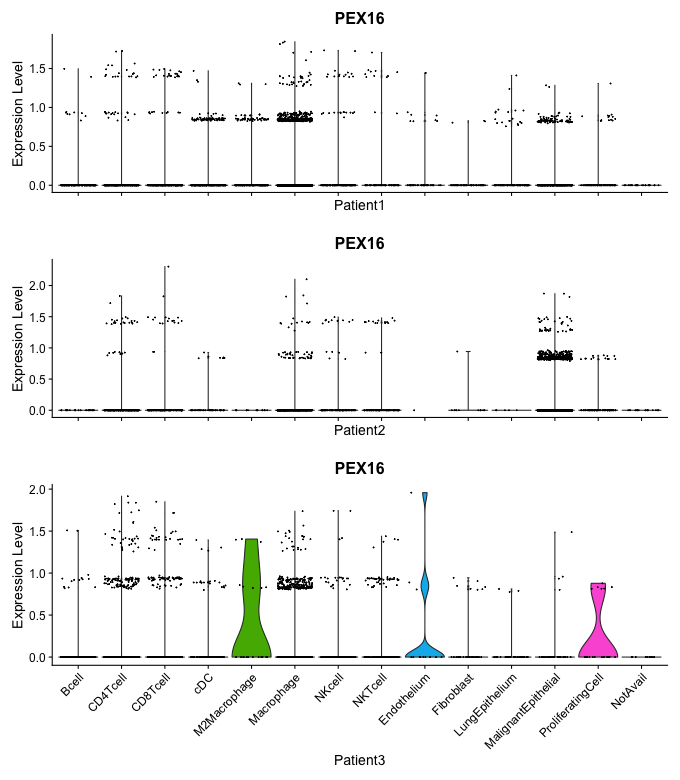 PEX16
Expression Level
1.5
1.0
0.5
0.0
Patient1
PEX16
Expression Level
2.0
1.5
1.0
0.5
0.0
Patient2
PEX16
Expression Level
2.0
1.5
1.0
0.5
0.0
Bcell
CD4Tcell
CD8Tcell
cDC
M2Macrophage
Macrophage
NKcell
NKTcell
Endothelium
Fibroblast
LungEpithelium
MalignantEpithelial
ProliferatingCell
NotAvail
Patient3